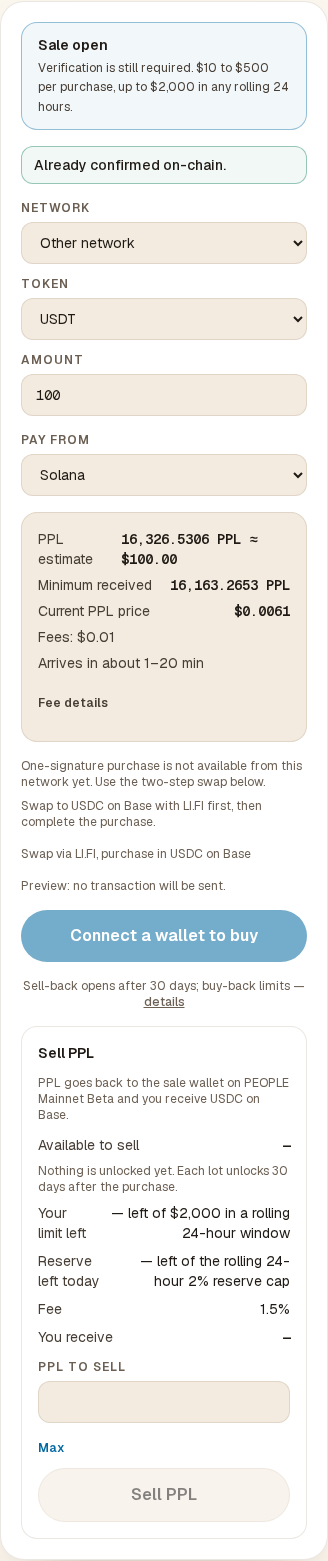 Sale open
Verification is still required. $10 to $500
per purchase, up to $2,000 in any rolling 24
hours.
Already confirmed on-chain.
NETWORK
Other network
TOKEN
USDT
AMOUNT
100
PAY FROM
Solana
PPL estimate 16,326.5306 PPL ≈ $100.00
Minimum received 16,163.2653 PPL
Current PPL price $0.0061
Fees: $0.01
Arrives in about 1–20 min
Fee details
One-signature purchase is not available from this
network yet. Use the two-step swap below.
Swap to USDC on Base with LI.FI first, then
complete the purchase.
Swap via LI.FI, purchase in USDC on Base
Preview: no transaction will be sent.
Connect a wallet to buy
Sell-back opens after 30 days; buy-back limits —
details
Sell PPL
PPL goes back to the sale wallet on PEOPLE
Mainnet Beta and you receive USDC on
Base.
Available to sell –
Nothing is unlocked yet. Each lot unlocks 30
days after the purchase.
Your limit left — left of $2,000 in a rolling 24-hour window
Reserve left today — left of the rolling 24-hour 2% reserve cap
Fee 1.5%
You receive –
PPL TO SELL
Max
Sell PPL